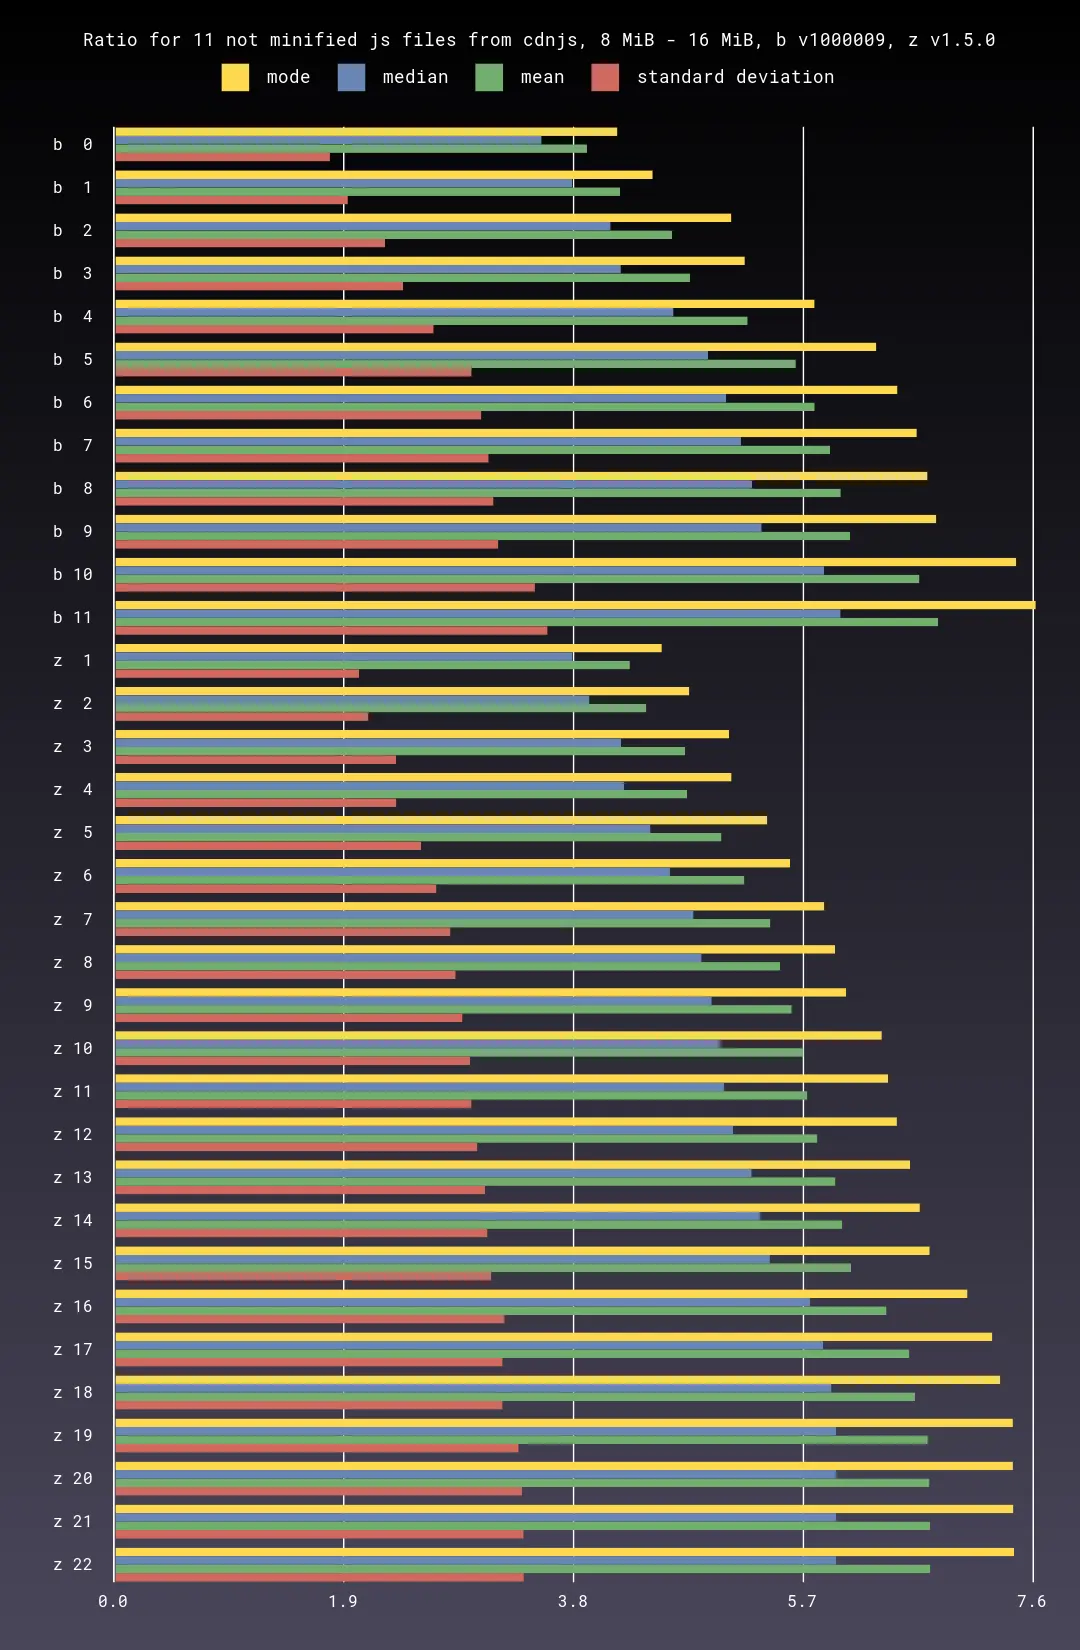 Ratio for 11 not minified js files from cdnjs, 8 MiB - 16 MiB, b v1000009, z v1.5.0
mode median mean standard deviation
b 0
b 1
b 2
b 3
b 4
b 5
b 6
b 7
b 8
b 9
b 10
b 11
z 1
z 2
z 3
z 4
z 5
z 6
z 7
z 8
z 9
z 10
z 11
z 12
z 13
z 14
z 15
z 16
z 17
z 18
z 19
z 20
z 21
z 22
0.0 1.9 3.8 5.7 7.6